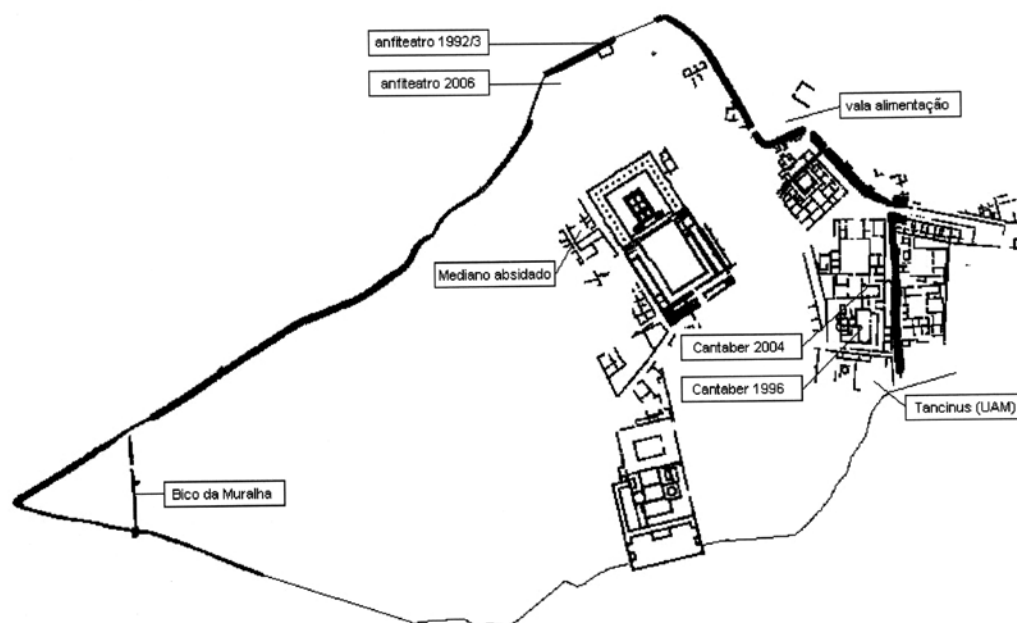 anfiteatro 1992/3
anfiteatro 2006
vala alimentação
Mediano absidado
Cantaber 2004
Cantaber 1996
Tancinus (UAM)
Bico da Muralha